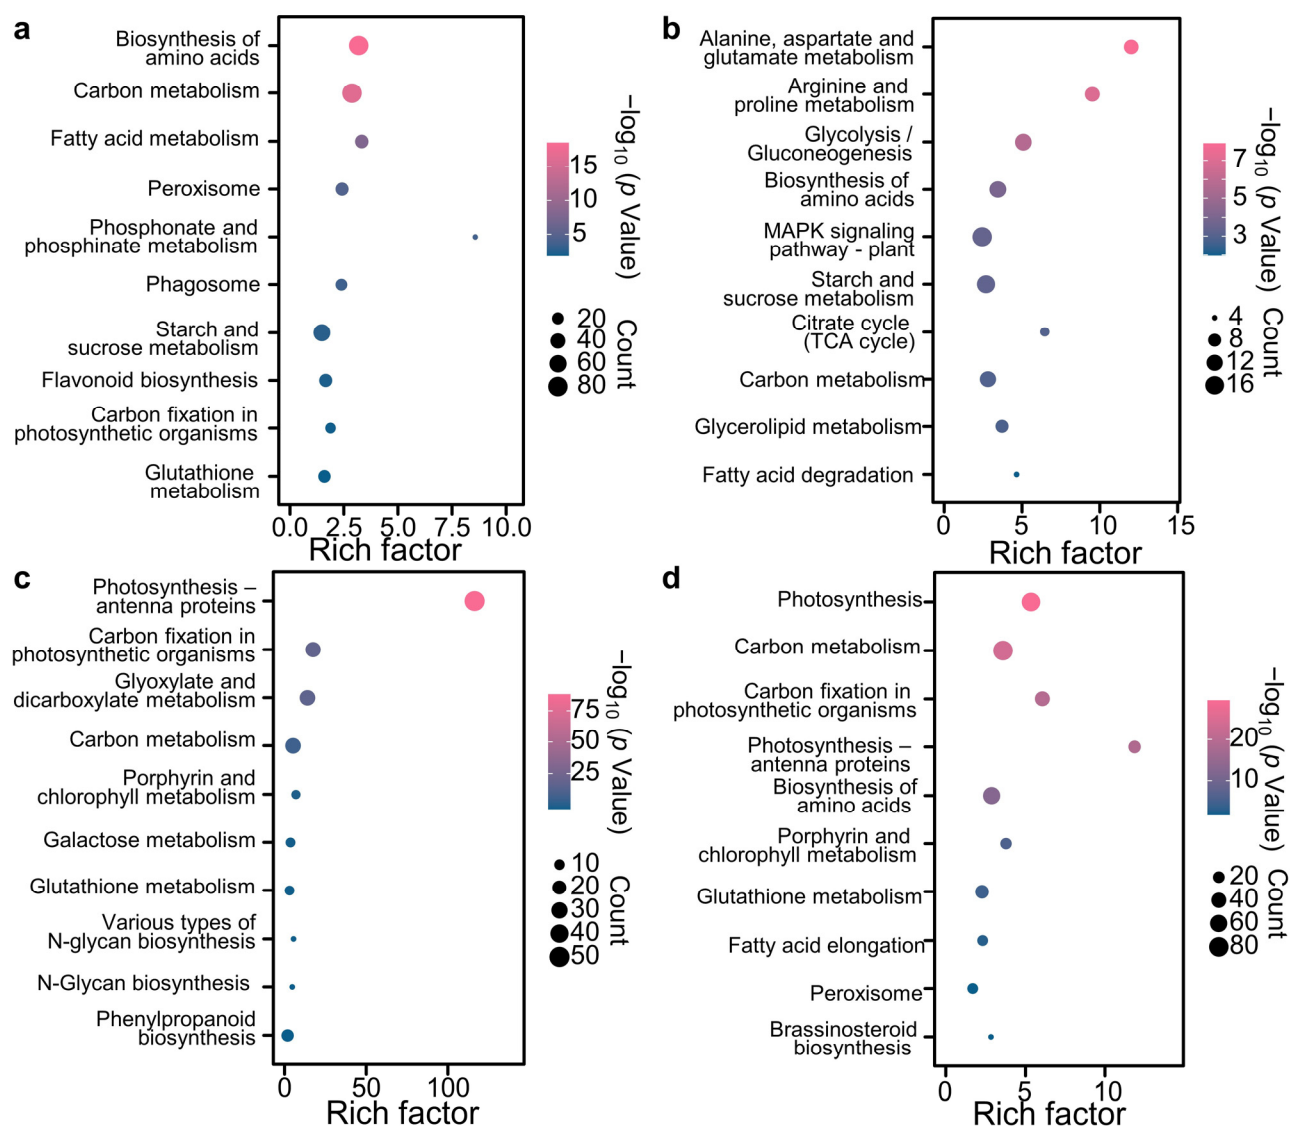 a
Biosynthesis of
amino acids
Carbon metabolism
Fatty acid metabolism
Peroxisome
Phosphonate and
phosphinate metabolism
Phagosome
Starch and
sucrose metabolism
Flavonoid biosynthesis
Carbon fixation in
photosynthetic organisms
Glutathione
metabolism
0.0 2.5 5.0 7.5 10.0
Rich factor
−log10 (p Value)
15
10
5
Count
20
40
60
80
b
Alanine, aspartate and
glutamate metabolism
Arginine and
proline metabolism
Glycolysis /
Gluconeogenesis
Biosynthesis of
amino acids
MAPK signaling
pathway - plant
Starch and
sucrose metabolism
Citrate cycle
(TCA cycle)
Carbon metabolism
Glycerolipid metabolism
Fatty acid degradation
0 5 10 15
Rich factor
−log10 (p Value)
7
5
3
Count
4
8
12
16
c
Photosynthesis –
antenna proteins
Carbon fixation in
photosynthetic organisms
Glyoxylate and
dicarboxylate metabolism
Carbon metabolism
Porphyrin and
chlorophyll metabolism
Galactose metabolism
Glutathione metabolism
Various types of
N-glycan biosynthesis
N-Glycan biosynthesis
Phenylpropanoid
biosynthesis
0 50 100
Rich factor
−log10 (p Value)
75
50
25
Count
10
20
30
40
50
d
Photosynthesis
Carbon metabolism
Carbon fixation in
photosynthetic organisms
Photosynthesis –
antenna proteins
Biosynthesis of
amino acids
Porphyrin and
chlorophyll metabolism
Glutathione metabolism
Fatty acid elongation
Peroxisome
Brassinosteroid
biosynthesis
0 5 10
Rich factor
−log10 (p Value)
20
10
Count
20
40
60
80